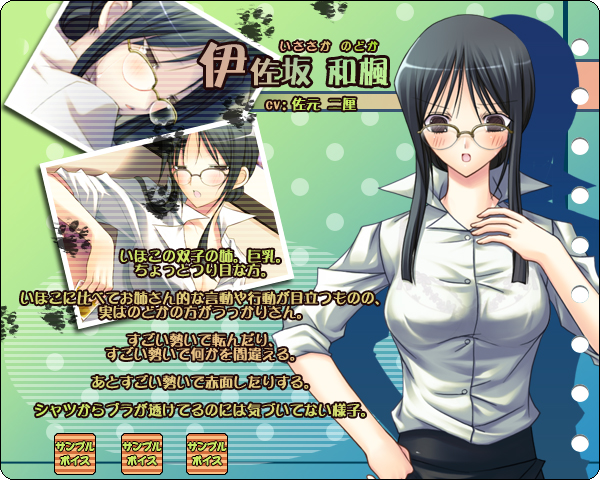 いささか のどか
伊佐坂 和楓
CV: 佐元 二厘
いほこの双子の姉。巨乳。
ちょっとつり目な方。
いほこに比べてお姉さん的な言動や行動が目立つものの、
実はのどかの方がうっかりさん。
すごい勢いで転んだり。
すごい勢いで何かを間違える。
あとすごい勢いで赤面したりする。
シャツからブラが透けてるのには気づいてない様子。
サンプル サンプル サンプル
ボイス ボイス ボイス